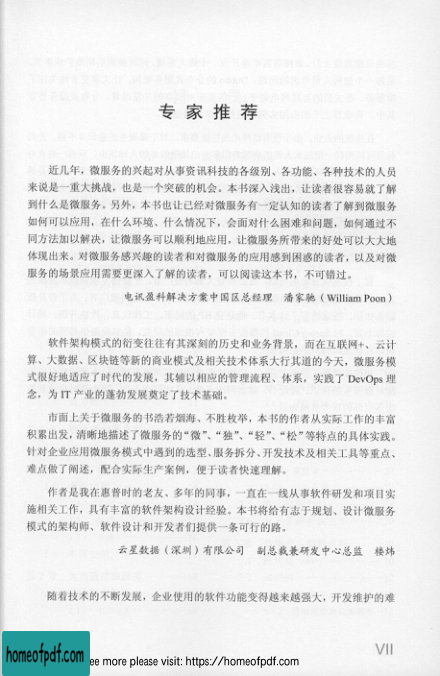 专家推荐
近几年，微服务的兴起对从事资讯科技的各级别、各功能、各种技术的人员
来说是一重大挑战，也是一个突破的机会。本书深入浅出，让读者很容易就了解
到什么是微服务。另外，本书也让已经对微服务有一定认知的读者了解到微服务
如何可以应用，在什么环境、什么情况下，会面对什么困难和问题，如何通过不
同方法加以解决，让微服务可以顺利地应用，让微服务所带来的好处可以大大地
体现出来。对微服务感兴趣的读者和对微服务的应用感到困惑的读者，以及对微
服务的场景应用需要更深入了解的读者，可以阅读这本书，不可错过。
电讯盈科解决方案中国区总经理 潘家驰（William Poon）
软件架构模式的衍变往往有其深刻的历史和业务背景，而在互联网+、云计
算、大数据、区块链等新的商业模式及相关技术体系大行其道的今天，微服务模
式很好地适应了时代的发展，其辅以相应的管理流程、体系，实践了 DevOps 理
念，为 IT 产业的蓬勃发展奠定了技术基础。
市面上关于微服务的书浩若烟海、不胜枚举，本书的作者从实际工作的丰富
积累出发，清晰地描述了微服务的“微”、“独”、“轻”、“松”等特点的具体实践。
针对企业应用微服务模式中遇到的选型、服务拆分、开发技术及相关工具等重点、
难点做了阐述，配合实际生产案例，便于读者快速理解。
作者是我在惠普时的老友、多年的同事，一直在一线从事软件研发和项目实
施相关工作，具有丰富的软件架构设计经验。本书将给有志于规划、设计微服务
模式的架构师、软件设计和开发者们提供一条可行的路。
云星数据（深圳）有限公司 副总裁兼研发中心总监 楼炜
随着技术的不断发展，企业使用的软件功能变得越来越强大，开发维护的难
VII
homeofpdf.com
ee more please visit: https://homeofpdf.com